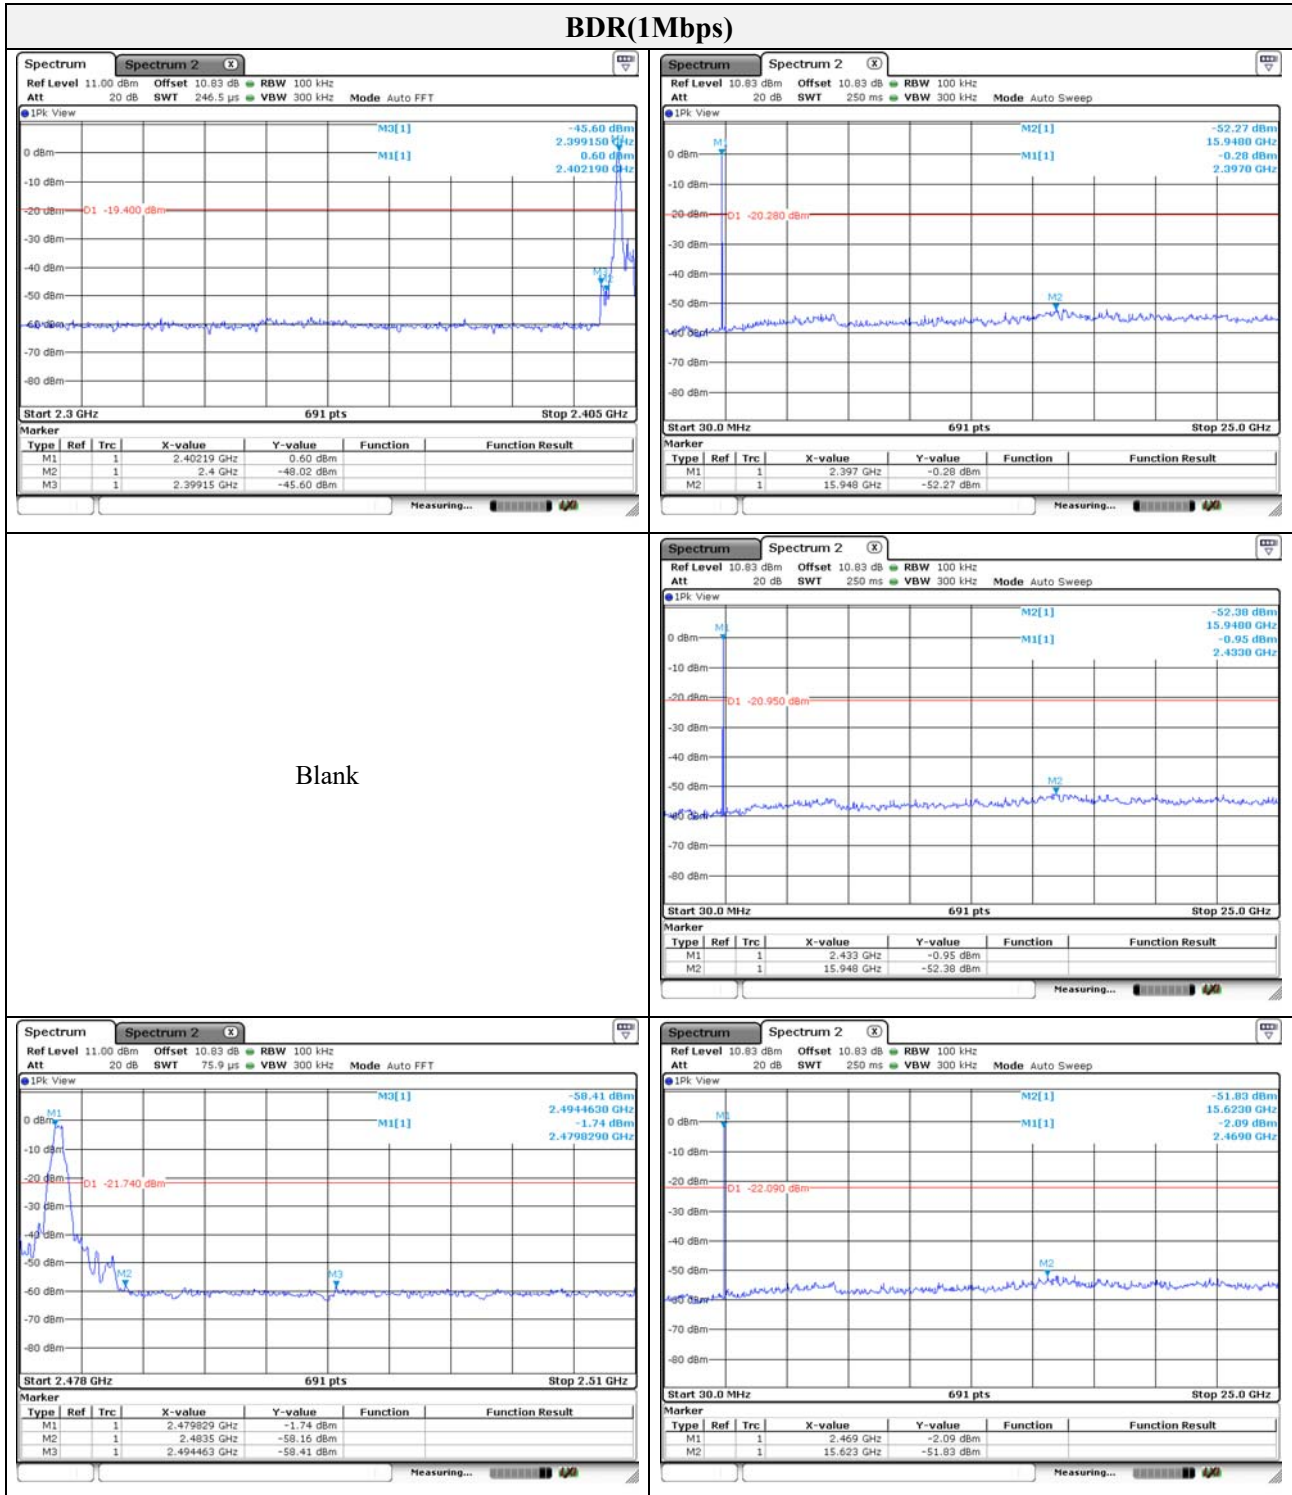 BDR(1Mbps)
Spectrum Spectrum 2 X
Ref Level 11.00 dBm Offset 10.83 dB RBW 100 kHz
Att 20 dB SWT 246.5 µs VBW 300 kHz Mode Auto FFT
1Pk View
M3[1] -45.60 dBm
2.399150 GHz
M1[1] 0.60 dBm
2.402190 GHz
M1
0 dBm
-10 dBm
-20 dBm D1 -19.400 dBm
-30 dBm
-40 dBm
M3
-50 dBm
-60 dBm
-70 dBm
-80 dBm
Start 2.3 GHz 691 pts Stop 2.405 GHz
Marker
Type Ref Trc X-value Y-value Function Function Result
M1 1 2.40219 GHz 0.60 dBm
M2 1 2.4 GHz -48.02 dBm
M3 1 2.39915 GHz -45.60 dBm
Measuring...
Spectrum Spectrum 2 X
Ref Level 10.83 dBm Offset 10.83 dB RBW 100 kHz
Att 20 dB SWT 250 ms VBW 300 kHz Mode Auto Sweep
1Pk View
M2[1] -52.27 dBm
15.9480 GHz
M1[1] -0.28 dBm
2.3970 GHz
M1
0 dBm
-10 dBm
-20 dBm D1 -20.280 dBm
-30 dBm
-40 dBm
-50 dBm M2
-60 dBm
-70 dBm
-80 dBm
Start 30.0 MHz 691 pts Stop 25.0 GHz
Marker
Type Ref Trc X-value Y-value Function Function Result
M1 1 2.397 GHz -0.28 dBm
M2 1 15.948 GHz -52.27 dBm
Measuring...
Blank
Spectrum Spectrum 2 X
Ref Level 10.83 dBm Offset 10.83 dB RBW 100 kHz
Att 20 dB SWT 250 ms VBW 300 kHz Mode Auto Sweep
1Pk View
M2[1] -52.38 dBm
15.9480 GHz
M1[1] -0.95 dBm
2.4330 GHz
M1
0 dBm
-10 dBm
-20 dBm D1 -20.950 dBm
-30 dBm
-40 dBm
-50 dBm M2
-60 dBm
-70 dBm
-80 dBm
Start 30.0 MHz 691 pts Stop 25.0 GHz
Marker
Type Ref Trc X-value Y-value Function Function Result
M1 1 2.433 GHz -0.95 dBm
M2 1 15.948 GHz -52.38 dBm
Measuring...
Spectrum Spectrum 2 X
Ref Level 11.00 dBm Offset 10.83 dB RBW 100 kHz
Att 20 dB SWT 75.9 µs VBW 300 kHz Mode Auto FFT
1Pk View
M3[1] -58.41 dBm
2.4944630 GHz
M1[1] -1.74 dBm
2.4798290 GHz
M1
0 dBm
-10 dBm
-20 dBm D1 -21.740 dBm
-30 dBm
-40 dBm
-50 dBm
M2 M3
-60 dBm
-70 dBm
-80 dBm
Start 2.478 GHz 691 pts Stop 2.51 GHz
Marker
Type Ref Trc X-value Y-value Function Function Result
M1 1 2.479829 GHz -1.74 dBm
M2 1 2.4835 GHz -58.16 dBm
M3 1 2.494463 GHz -58.41 dBm
Measuring...
Spectrum Spectrum 2 X
Ref Level 10.83 dBm Offset 10.83 dB RBW 100 kHz
Att 20 dB SWT 250 ms VBW 300 kHz Mode Auto Sweep
1Pk View
M2[1] -51.83 dBm
15.6230 GHz
M1[1] -2.09 dBm
2.4690 GHz
M1
0 dBm
-10 dBm
-20 dBm
D1 -22.090 dBm
-30 dBm
-40 dBm
-50 dBm M2
-60 dBm
-70 dBm
-80 dBm
Start 30.0 MHz 691 pts Stop 25.0 GHz
Marker
Type Ref Trc X-value Y-value Function Function Result
M1 1 2.469 GHz -2.09 dBm
M2 1 15.623 GHz -51.83 dBm
Measuring...